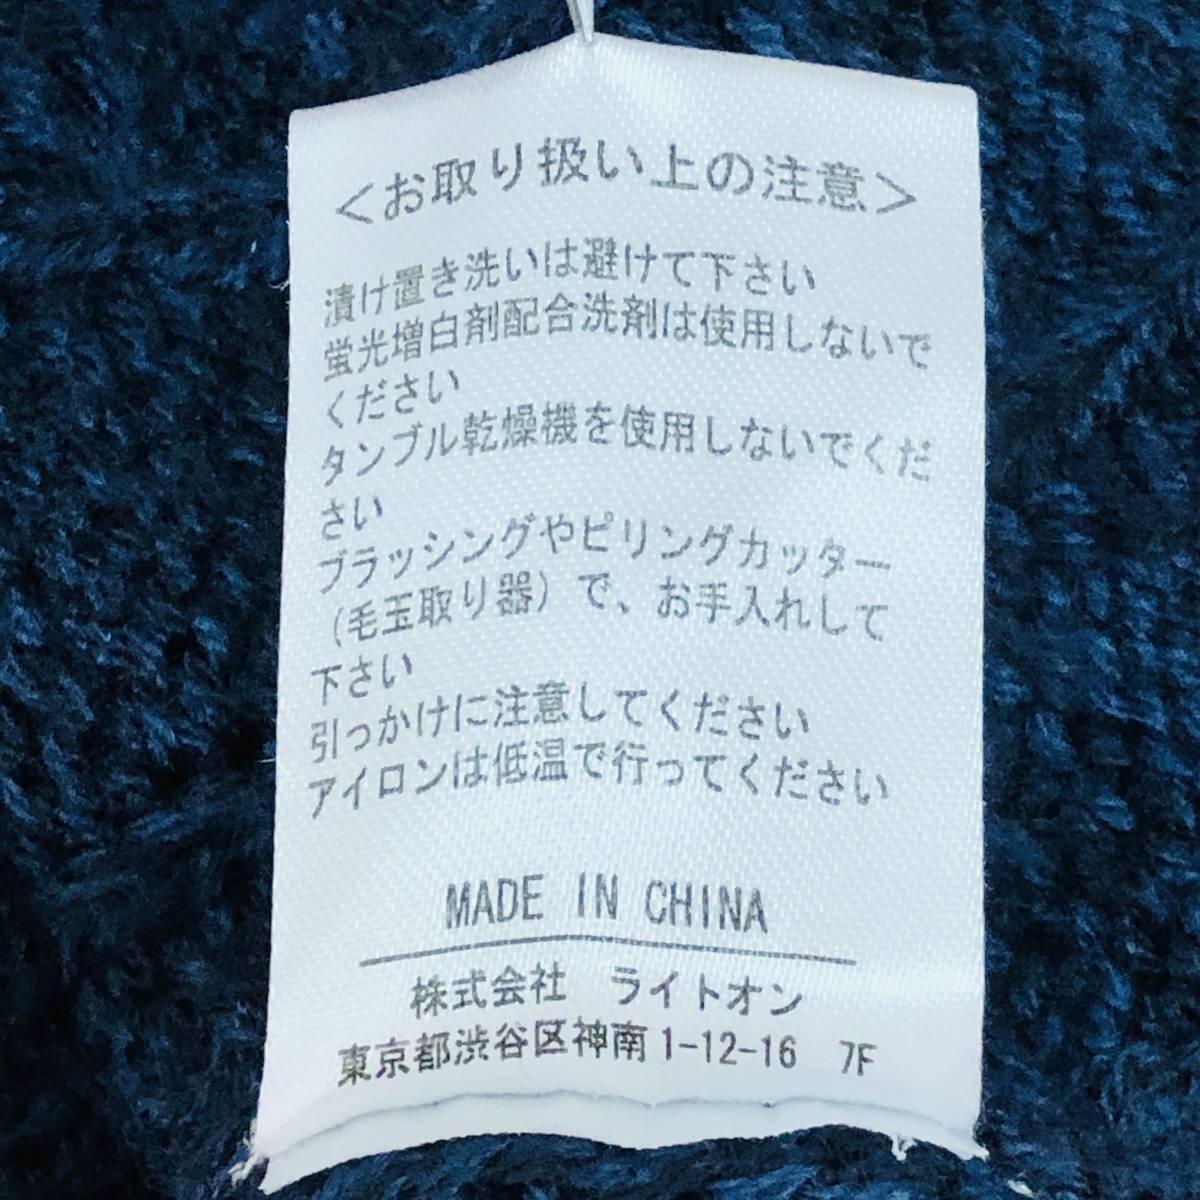 ＜お取り扱い上の注意＞
漬け置き洗いは避けて下さい
蛍光増白剤配合洗剤は使用しないで
ください
タンブル乾燥機を使用しないでくだ
さい
ブラッシングやピリングカッター
（毛玉取り器）で、お手入れして
下さい
引っかけに注意してください
アイロンは低温で行ってください
MADE IN CHINA
株式会社　ライトオン
東京都渋谷区神南1-12-16　7F